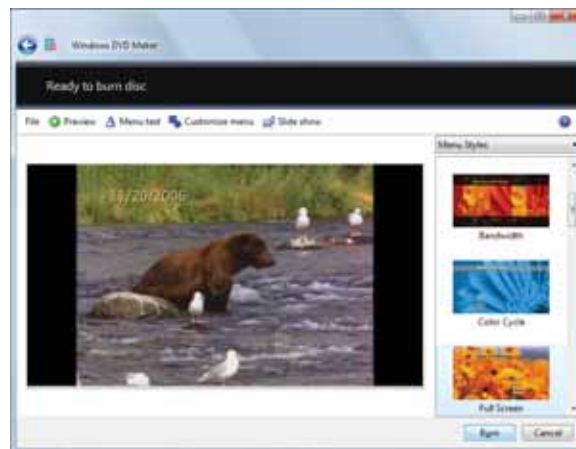 Windows DVD Maker
Ready to burn disc
File Preview Menu text Customize menu Slide show
Menu Styles
11/20/2006
Bandwidth
Color Cycle
Full Screen
Burn Cancel